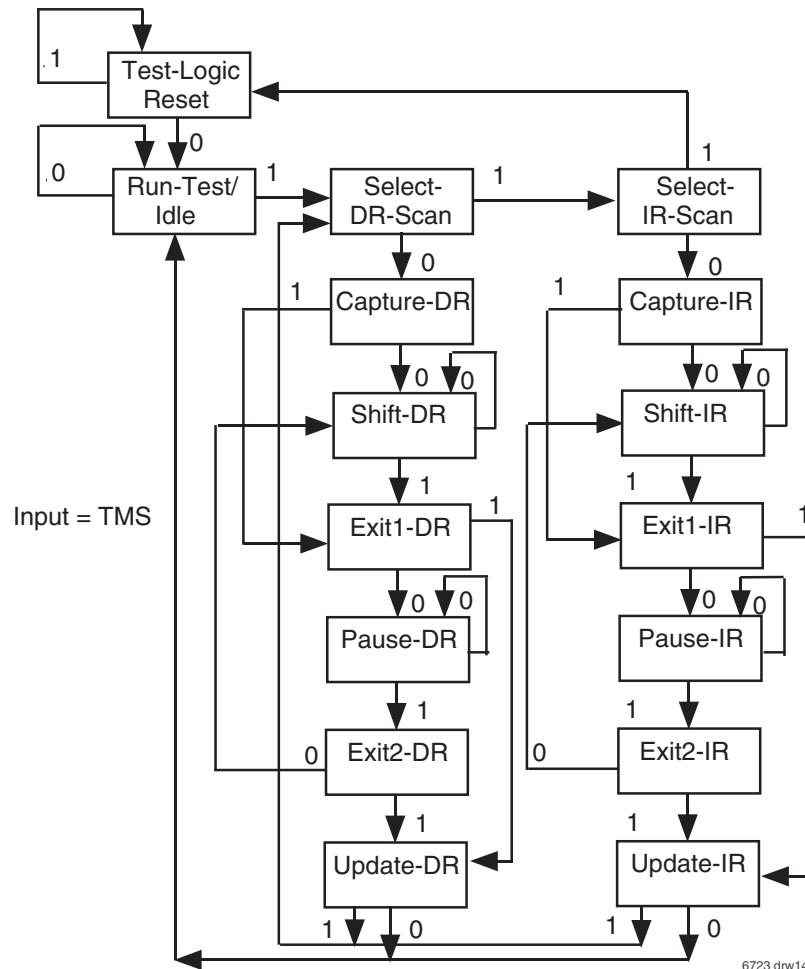 .1
Test-Logic
Reset
0
1
.0
Run-Test/
Idle
1
Select-
DR-Scan
1
Select-
IR-Scan
0
0
1
Capture-DR
1
Capture-IR
0
0
0
0
Shift-DR
Shift-IR
1
1
Input = TMS
Exit1-DR
1
Exit1-IR
1
0
0
0
0
Pause-DR
Pause-IR
1
1
0
Exit2-DR
0
Exit2-IR
1
1
Update-DR
Update-IR
1
0
1
0
6723 drw14